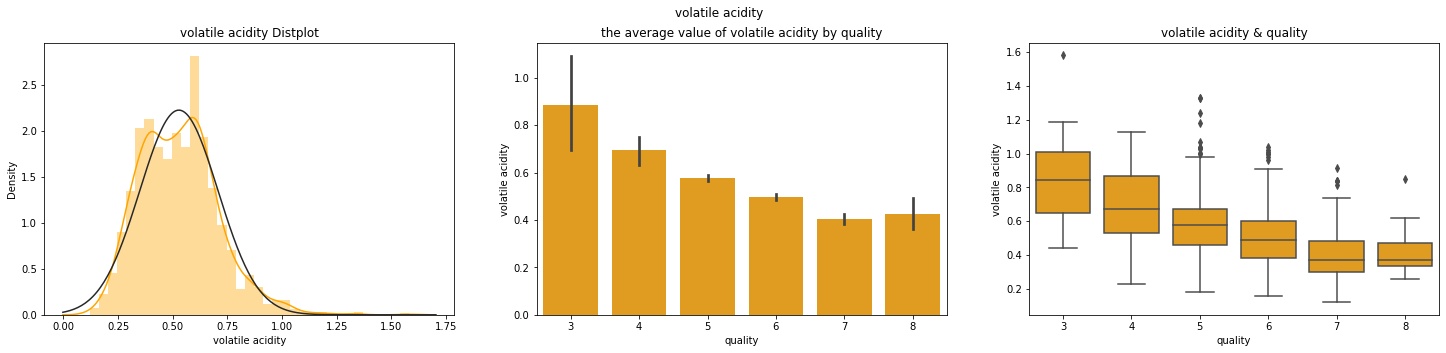 volatile acidity
volatile acidity Distplot
Density
2.5
2.0
1.5
1.0
0.5
0.0
0.00 0.25 0.50 0.75 1.00 1.25 1.50 1.75
volatile acidity
the average value of volatile acidity by quality
volatile acidity
1.0
0.8
0.6
0.4
0.2
0.0
3 4 5 6 7 8
quality
volatile acidity & quality
volatile acidity
1.6
1.4
1.2
1.0
0.8
0.6
0.4
0.2
3 4 5 6 7 8
quality